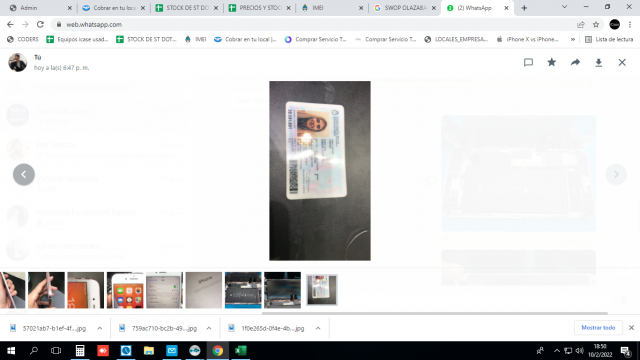 Admin
Cobrar en tu local
STOCK DE ST DOT
PRECIOS Y STOC
IMEI
SWOP OLAZABA
(2) WhatsApp
web.whatsapp.com
CODERS
Equipos icase usad...
STOCK DE ST DOT...
IMEI
Cobrar en tu local |...
Comprar Servicio T...
Comprar Servicio T...
LOCALES_EMPRESA...
iPhone X vs iPhone...
»
Lista de lectura
Tú
hoy a la(s) 6:47 p. m.
57021ab7-b1ef-4f....jpg
759ac710-bc2b-49....jpg
1f0e265d-0f4e-4b....jpg
Mostrar todo
18:50
10/2/2022